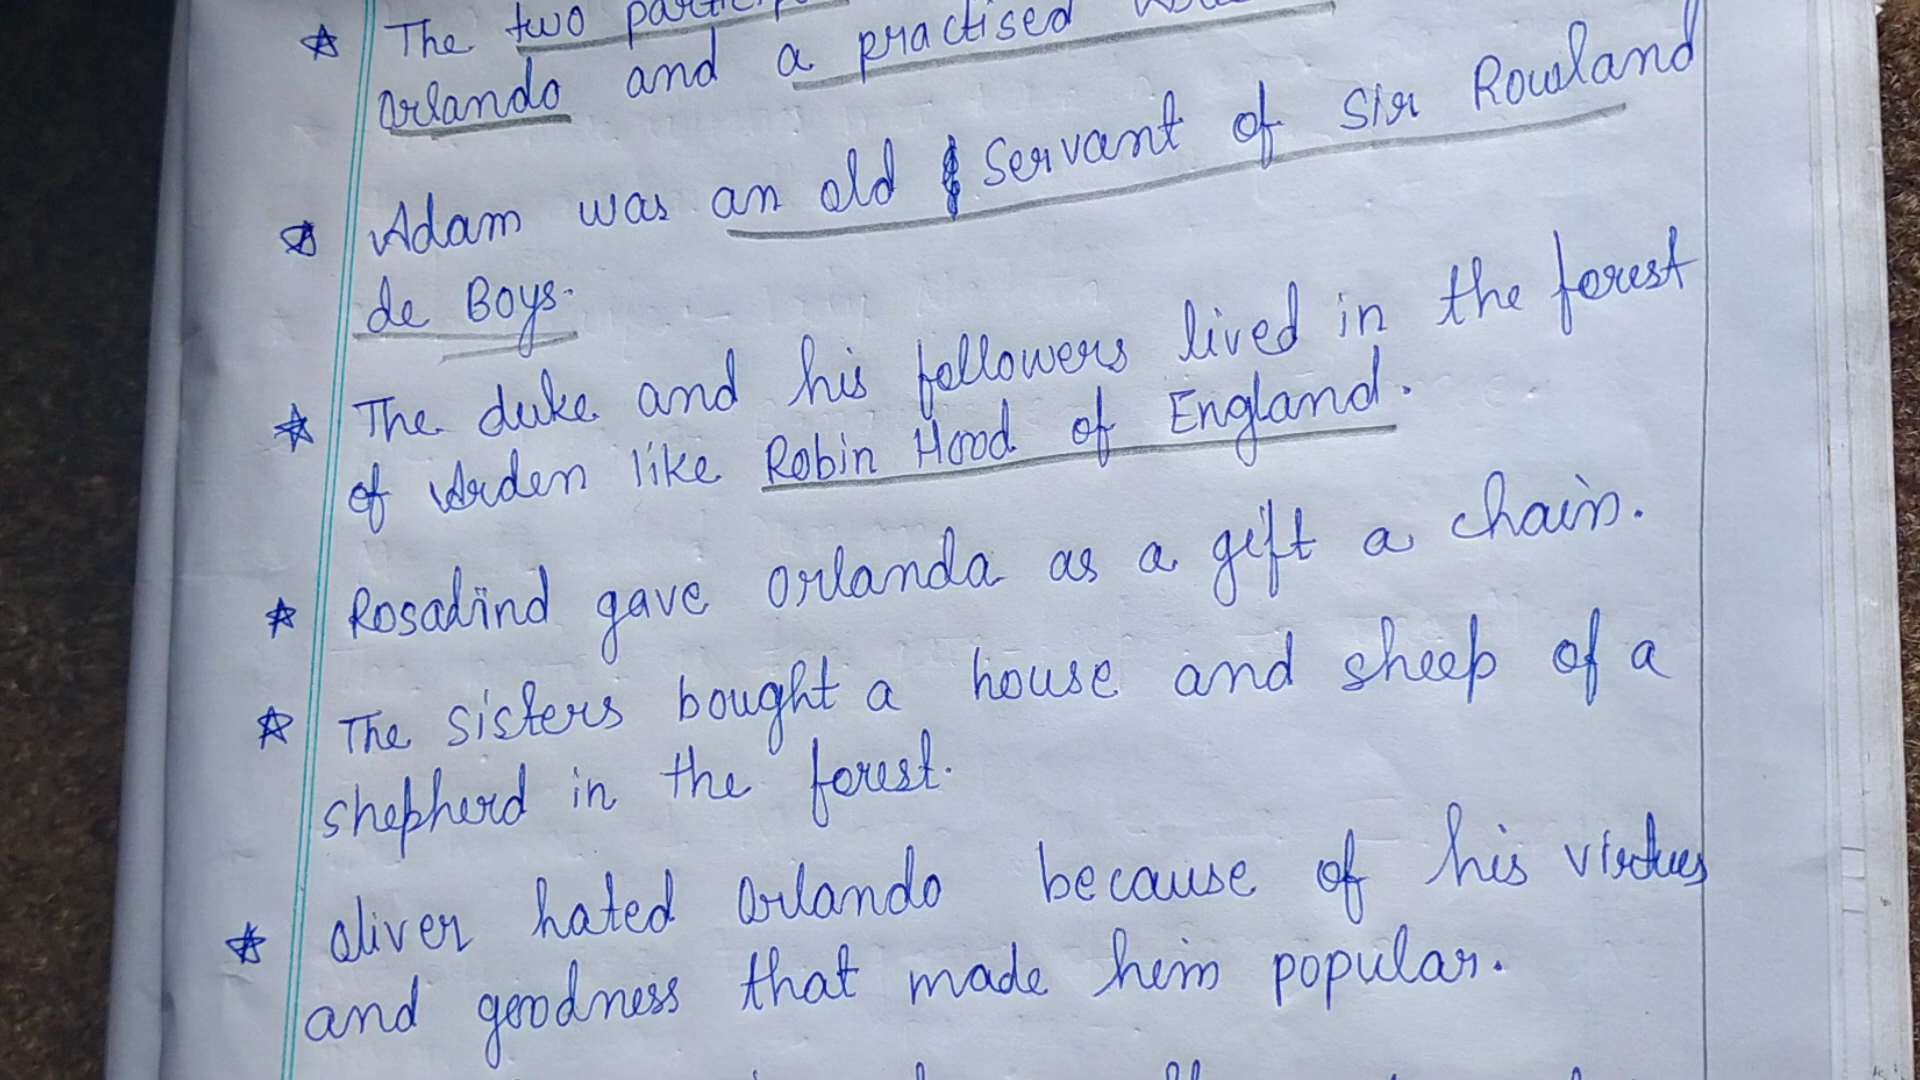 ☆ The two
Orlando and a practised
☆ Adam was an old servant of Sir Rowland
de Boys.
☆ The duke and his followers lived in the forest
of Arden like Robin Hood of England.
☆ Rosalind gave Orlanda as a gift a chain.
☆ The sisters bought a house and sheep of a
shepherd in the forest.
☆ Oliver hated Orlando because of his virtues
and goodness that made him popular.